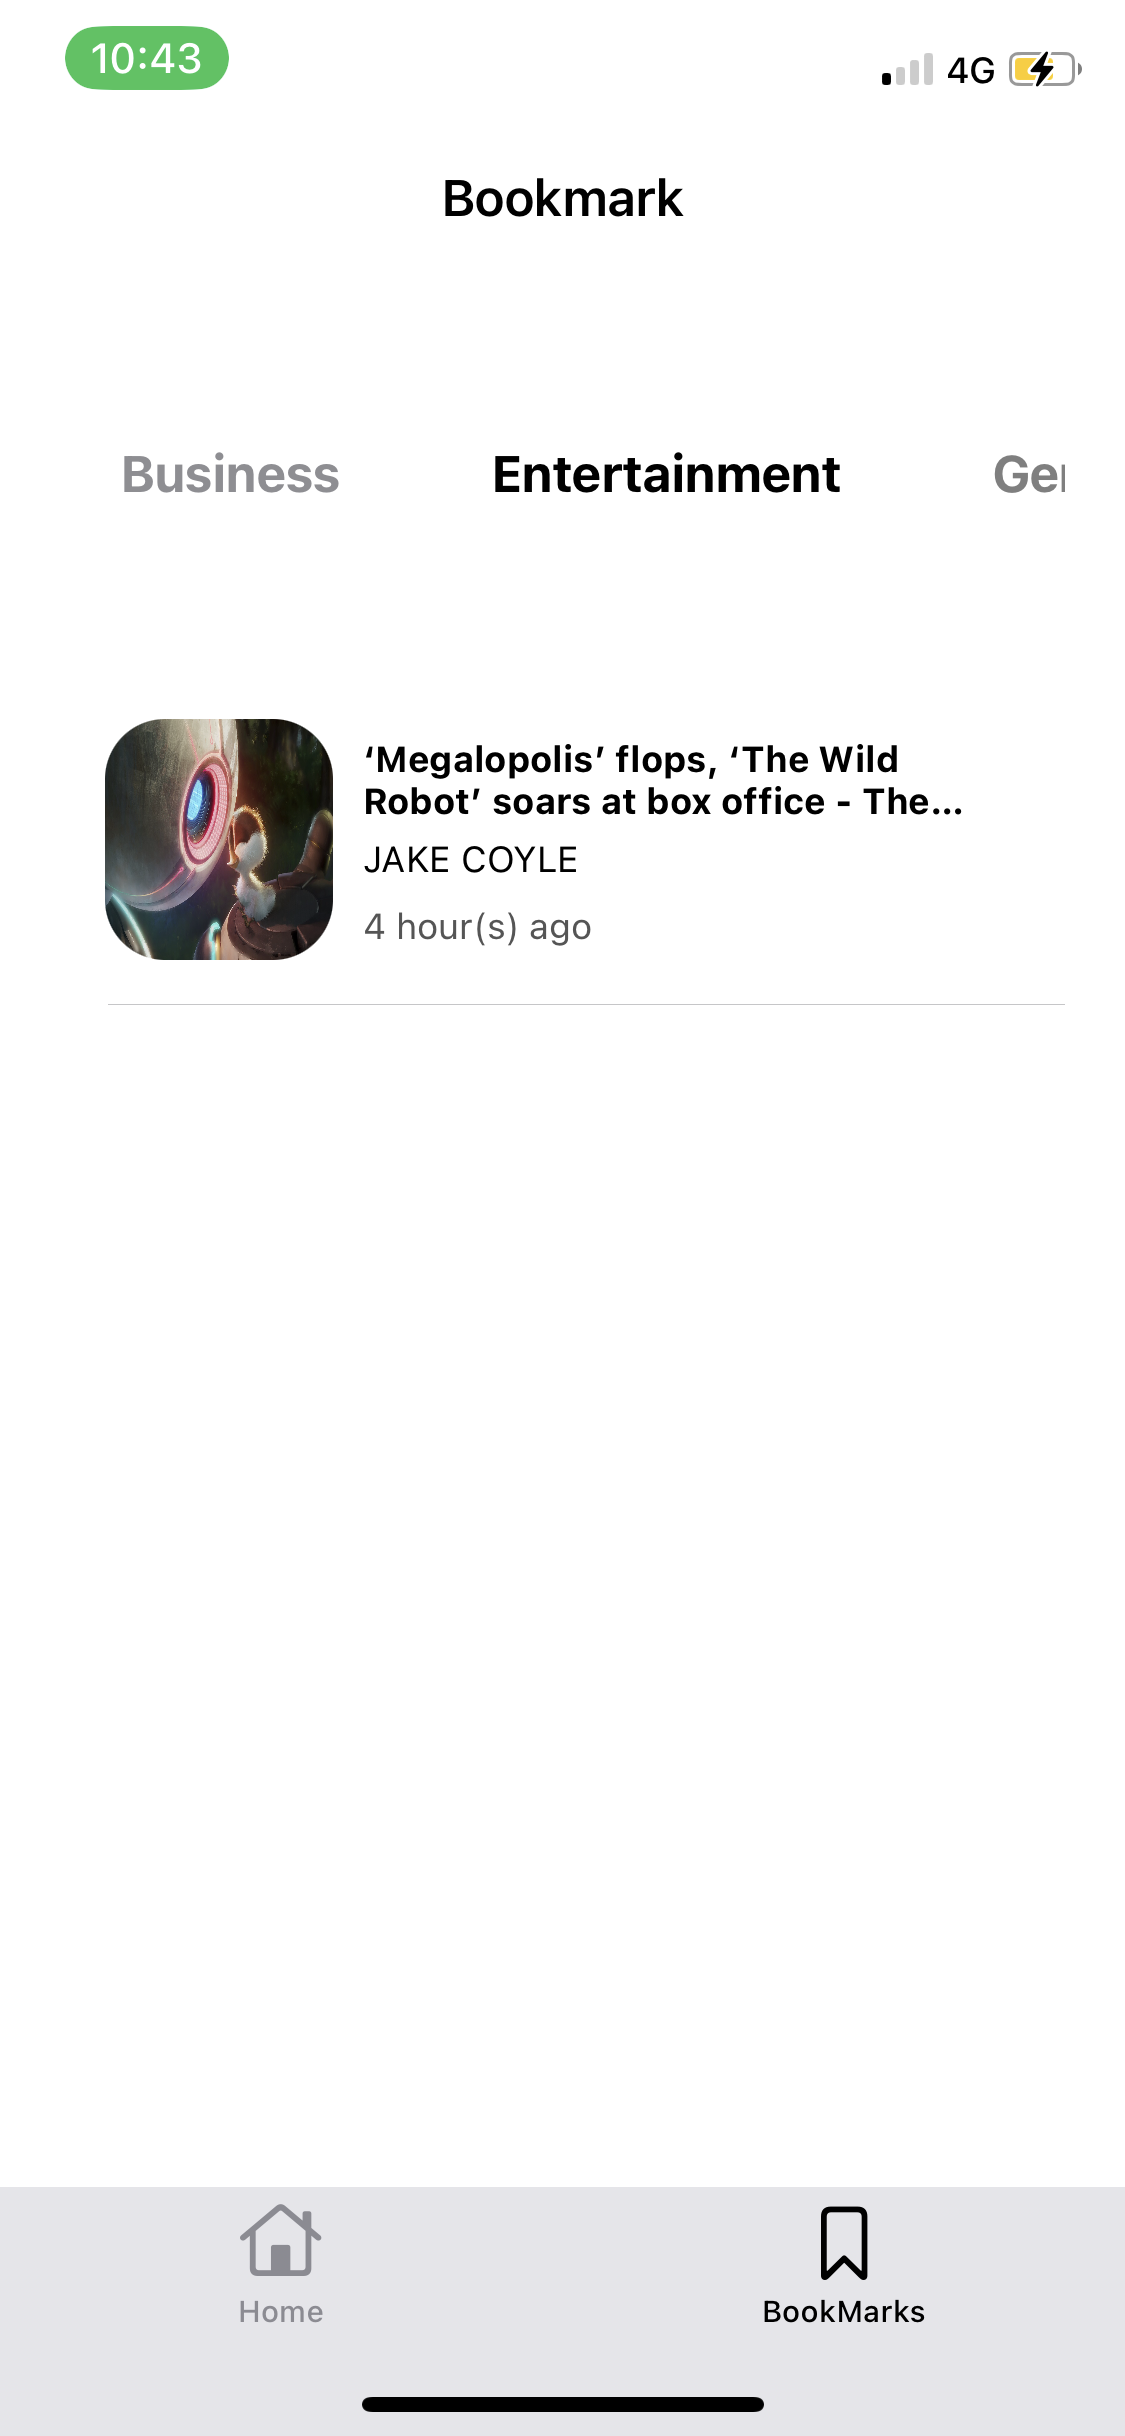 10:43
4G
Bookmark
Business
Entertainment
Ge
‘Megalopolis’ flops, ‘The Wild
Robot’ soars at box office - The...
JAKE COYLE
4 hour(s) ago
Home
BookMarks